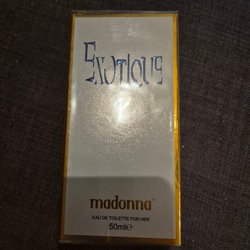 Exotique
madonna®
EAU DE TOILETTE FOR HER
50ml℮